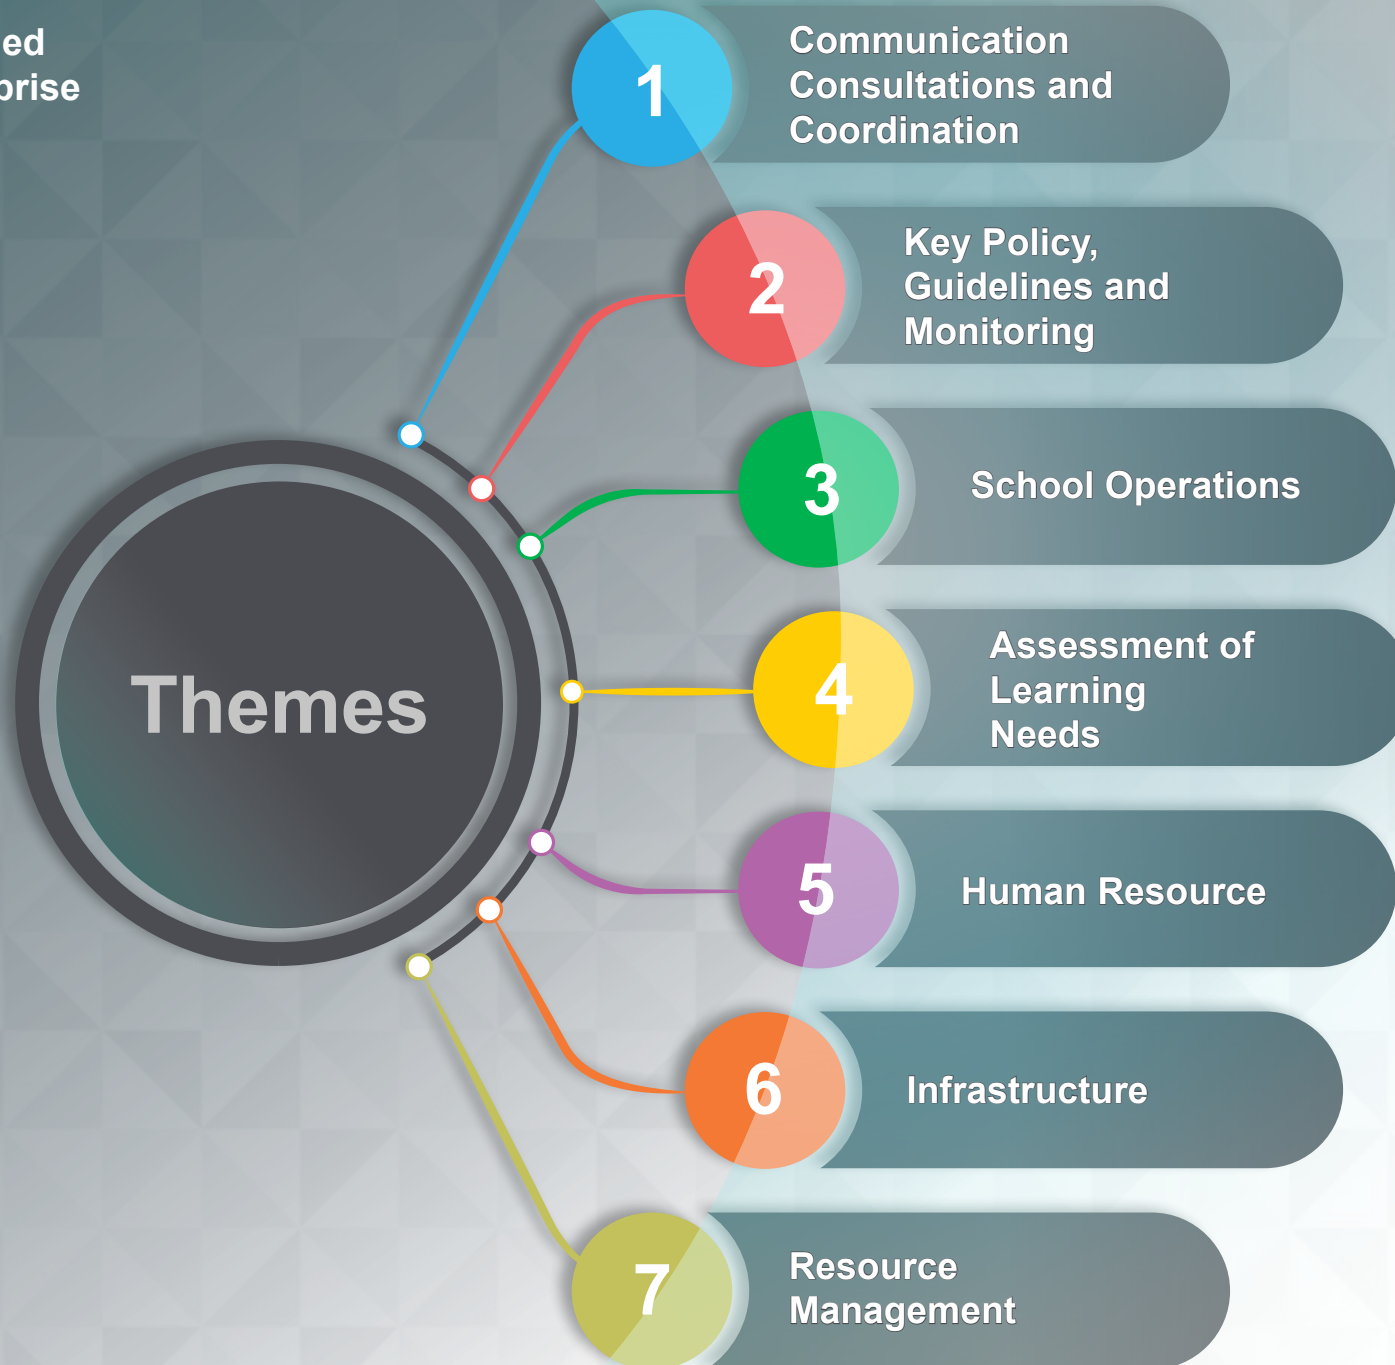 ed
prise
1
Communication
Consultations and
Coordination
2
Key Policy,
Guidelines and
Monitoring
3
School Operations
4
Assessment of
Learning
Needs
Themes
5
Human Resource
6
Infrastructure
7
Resource
Management